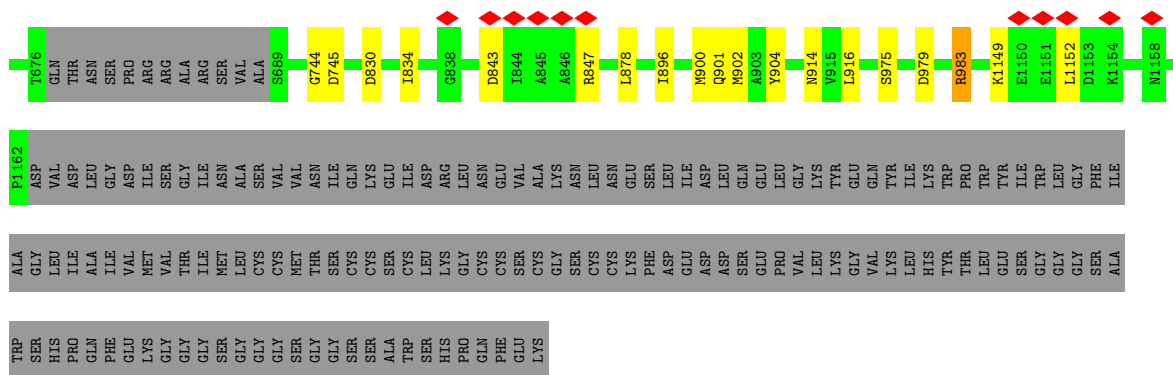 T676 GLN THR ASN SER PRO ARG ARG ALA ARG SER VAL ALA S689 G744 D745 D830 I834 G838 D843 I844 A845 A846 R847 L878 I896 M900 Q901 M902 A903 Y904 N914 V915 L916 S975 D979 R983 K1149 E1150 E1151 L1152 D1153 K1154 N1158
P1162 ASP VAL ASP LEU GLY ASP ILE SER GLY ILE ASN ALA SER VAL VAL ASN ILE GLN LYS GLU ILE ASP ARG LEU ASN GLU VAL ALA LYS ASN LEU ASN GLU SER LEU ILE ASP LEU GLN GLU LEU GLY LYS TYR GLU GLN TYR ILE LYS TRP PRO TRP TYR ILE TRP LEU GLY PHE ILE
ALA GLY LEU ILE ALA ILE VAL MET VAL THR ILE MET LEU CYS CYS MET THR SER CYS CYS SER CYS LEU LYS GLY CYS CYS SER CYS GLY SER CYS CYS LYS PHE ASP GLU ASP ASP SER GLU PRO VAL LEU LYS GLY VAL LYS LEU HIS TYR THR LEU GLU SER GLY GLY GLY SER ALA
TRP SER HIS PRO GLN PHE GLU LYS GLY GLY GLY SER GLY GLY GLY SER GLY GLY SER SER ALA TRP SER HIS PRO GLN PHE GLU LYS